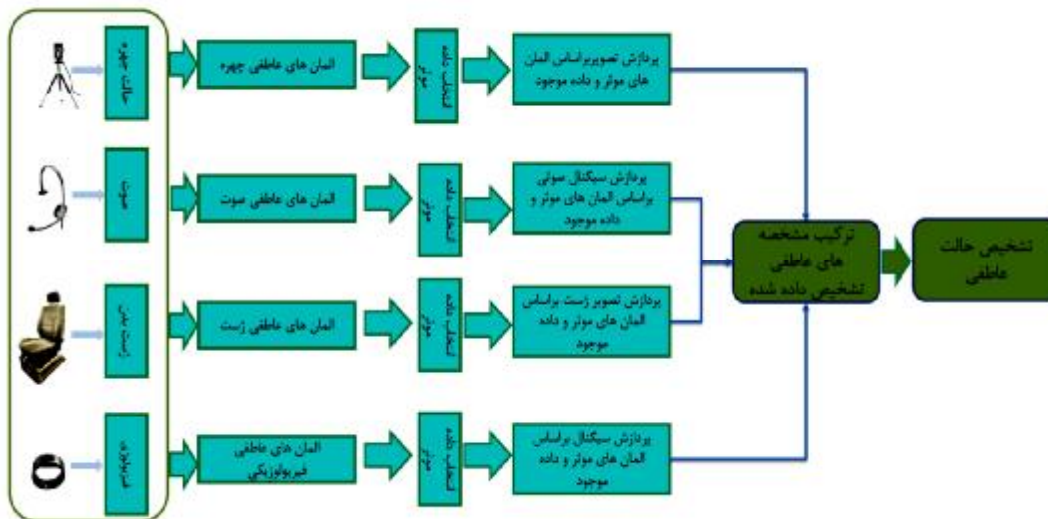 حالت چهره
المان های عاطفی چهره
انتخاب داده
موثر
پردازش تصویربراساس المان
های موثر و داده موجود
صوت
المان های عاطفی صوت
انتخاب داده
موثر
پردازش سیگنال صوتی
براساس المان های موثر و
داده موجود
ژست بدن
المان های عاطفی ژست
انتخاب داده
موثر
پردازش تصویر ژست براساس
المان های موثر و داده
موجود
فیزیولوژی
المان های عاطفی
فیزیولوژیکی
انتخاب داده
موثر
پردازش سیگنال براساس
المان های موثر و داده
موجود
ترکیب مشخصه
های عاطفی
تشخیص داده شده
تشخیص حالت
عاطفی